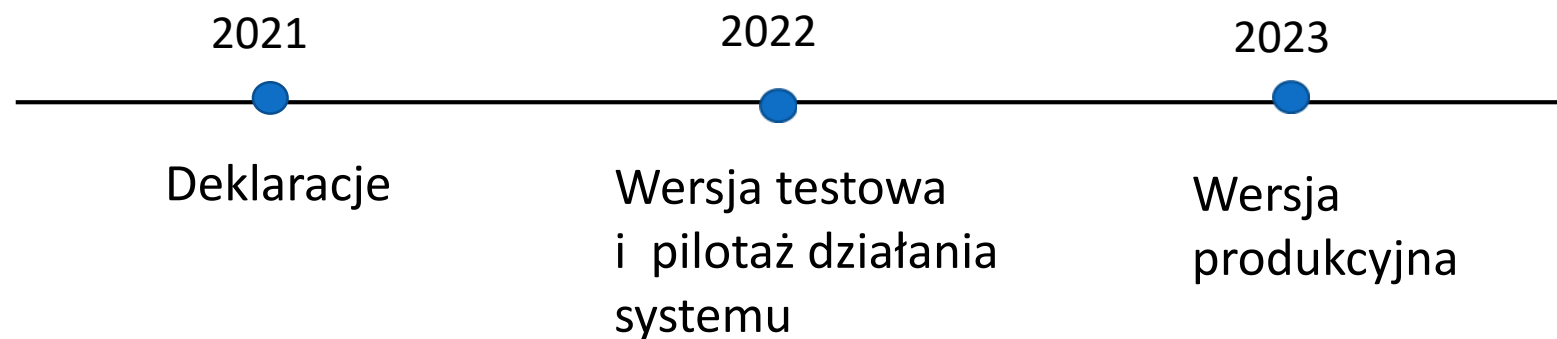 2021
Deklaracje
2022
Wersja testowa
i pilotaż działania
systemu
2023
Wersja
produkcyjna